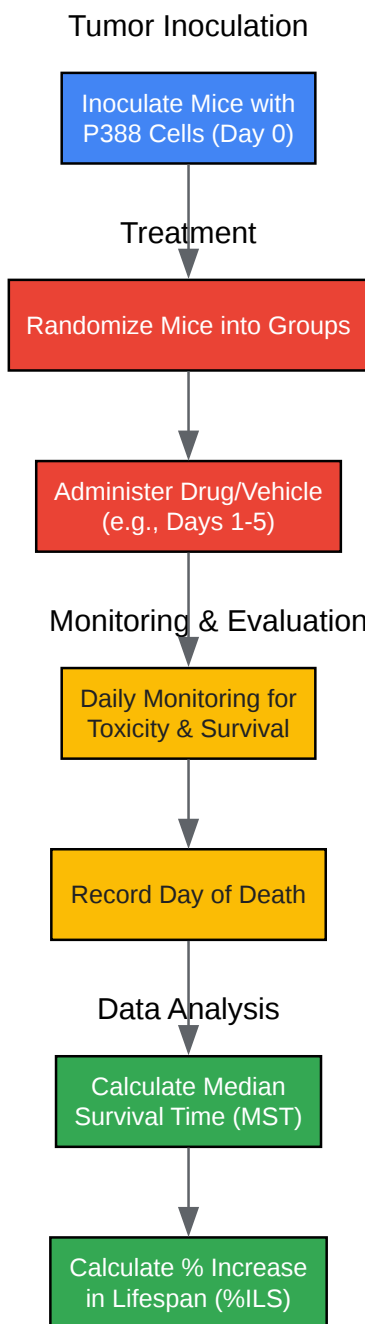 Tumor Inoculation
Inoculate Mice with
P388 Cells (Day 0)
Treatment
Randomize Mice into Groups
Administer Drug/Vehicle
(e.g., Days 1-5)
Monitoring & Evaluation
Daily Monitoring for
Toxicity & Survival
Record Day of Death
Data Analysis
Calculate Median
Survival Time (MST)
Calculate % Increase
in Lifespan (%ILS)